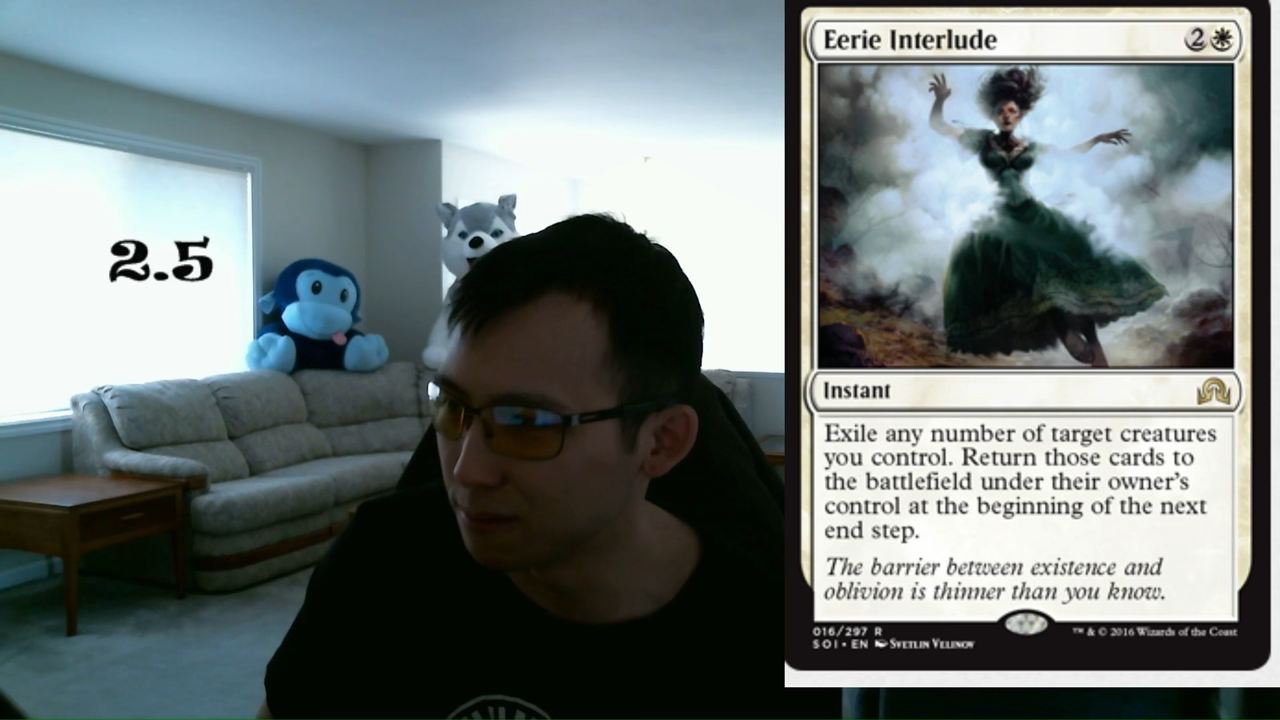 2.5
Eerie Interlude
2
Instant
Exile any number of target creatures
you control. Return those cards to
the battlefield under their owner's
control at the beginning of the next
end step.
The barrier between existence and
oblivion is thinner than you know.
016/297 R
™ & © 2016 Wizards of the Coast
SOI • EN Svetlin Velinov